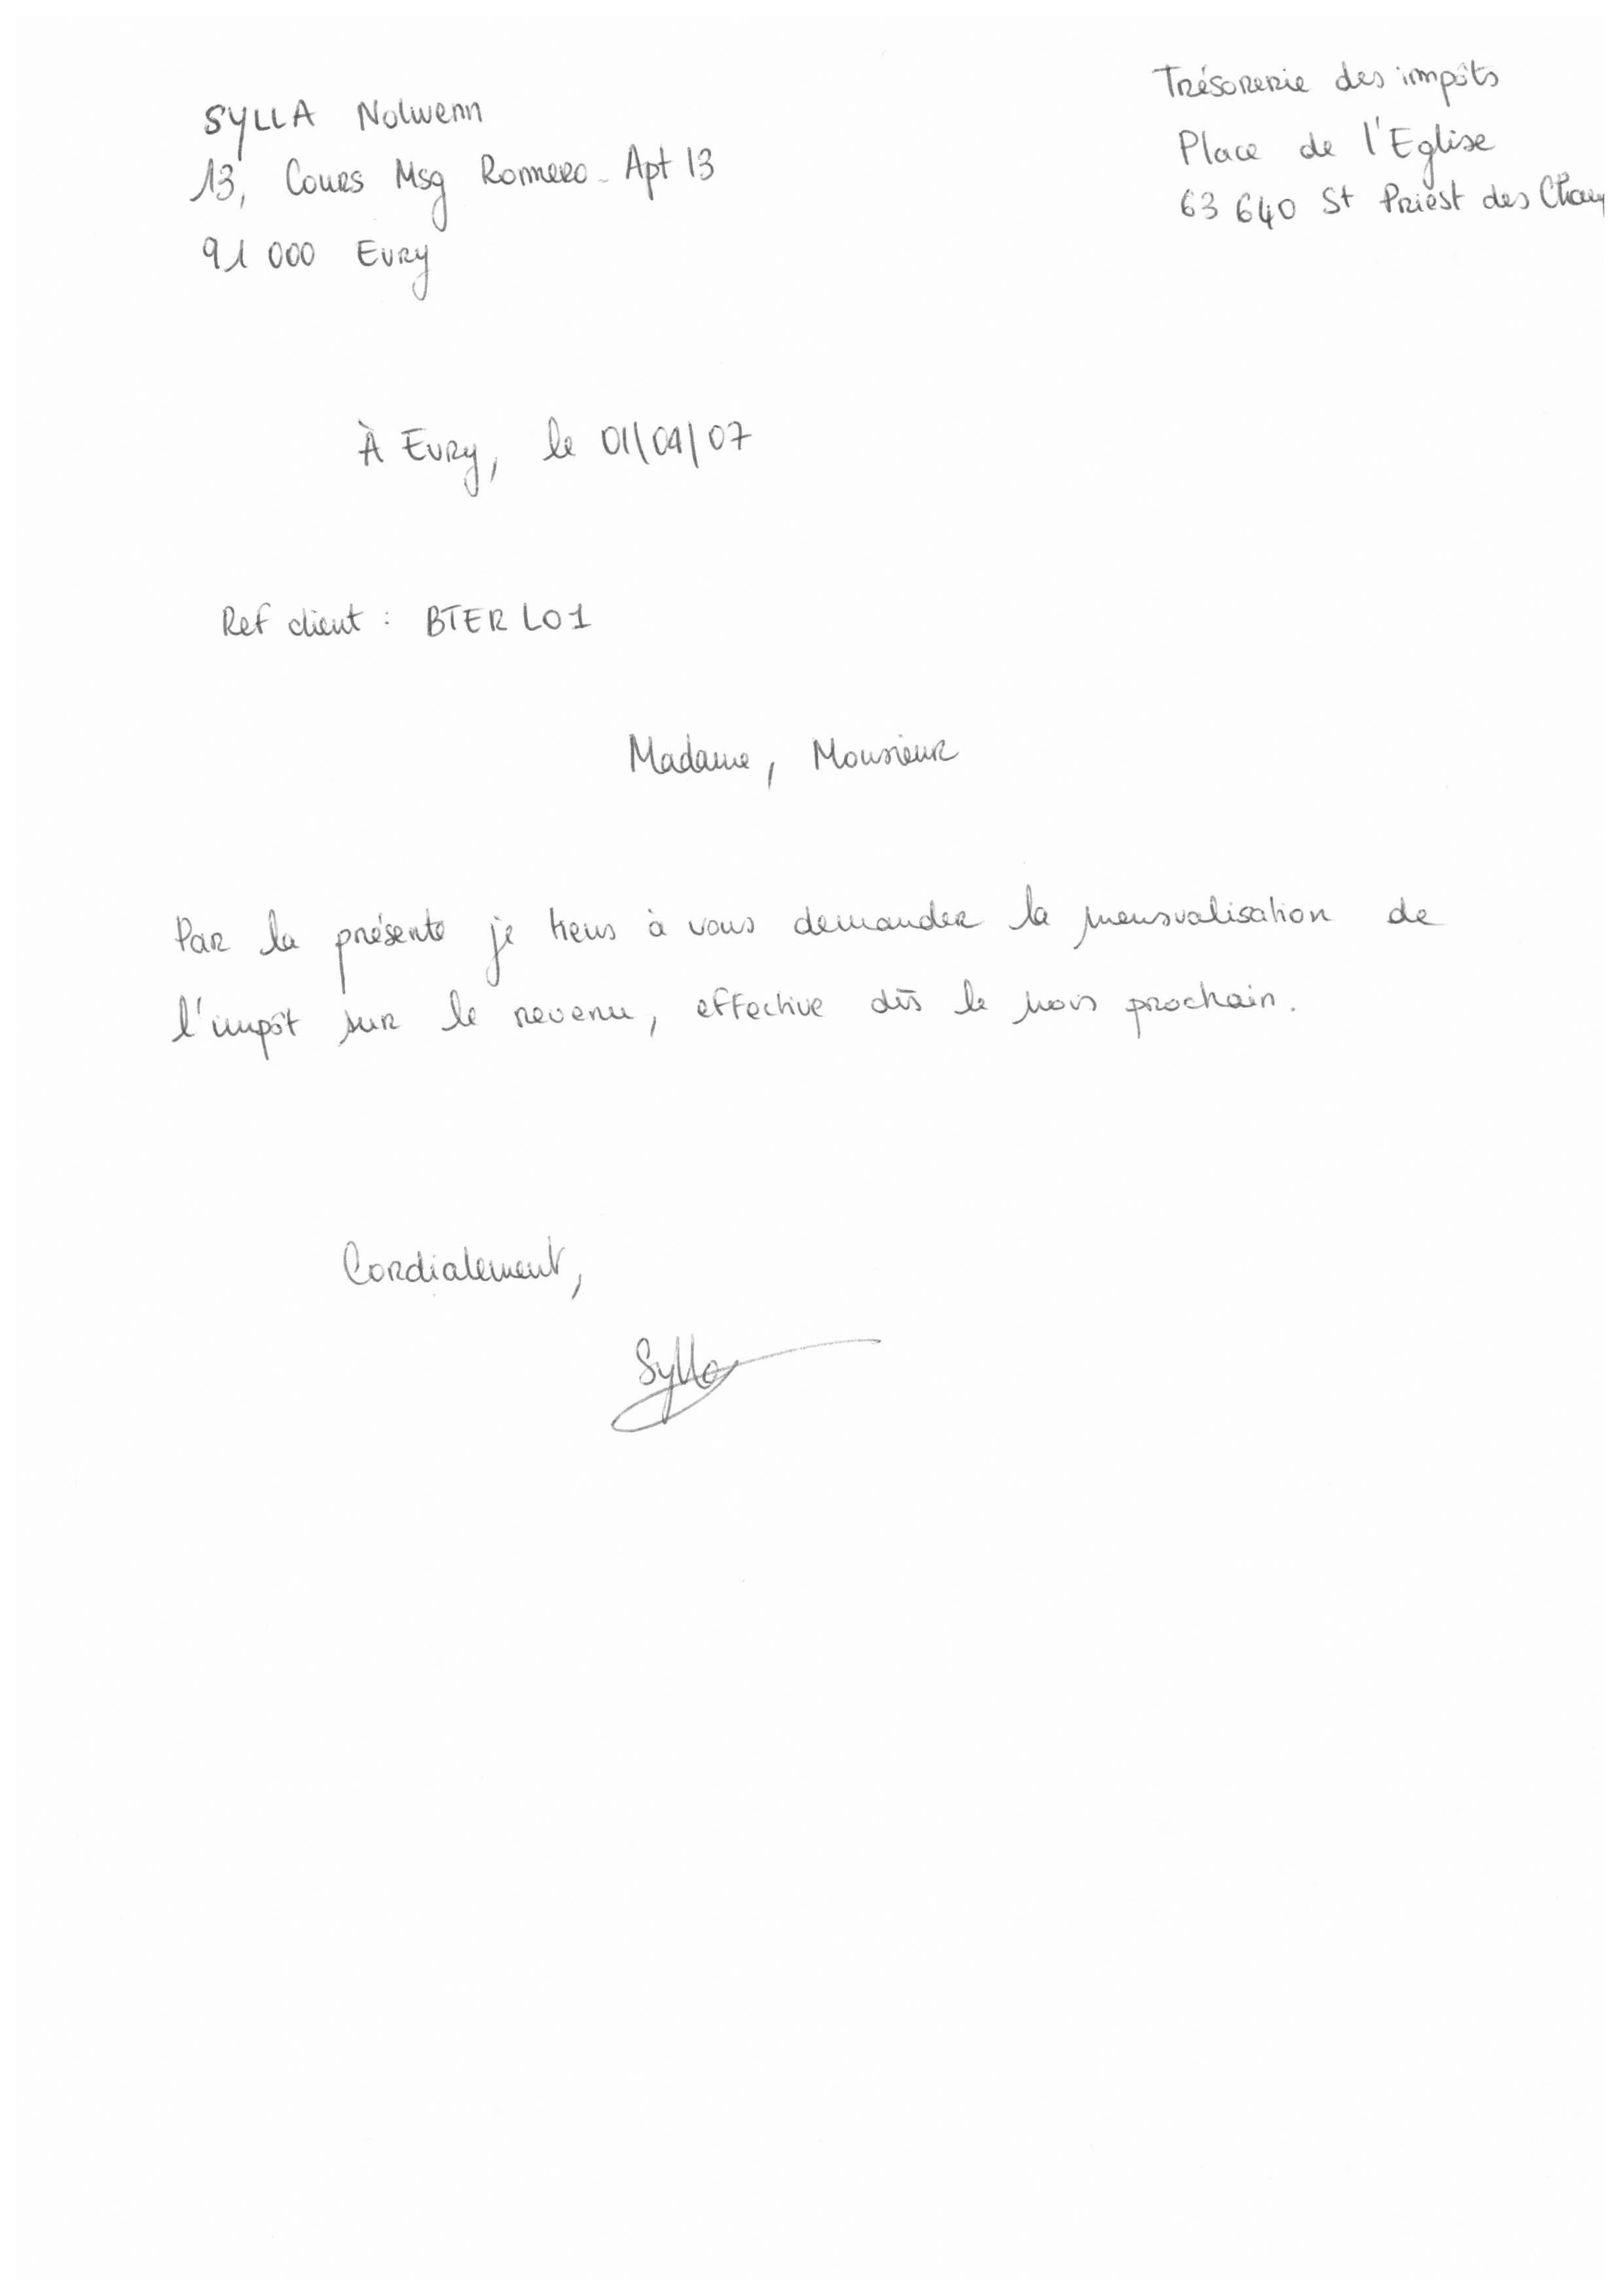 SYLLA Nolwenn
13, Cours Msg Romero - Apt 13
91 000 Evry
Trésorerie des impôts
Place de l'Eglise
63 640 St Priest des
À Evry, le 01/04/07
Ref client : BTERL01
Madame, Monsieur
Par la présente je tiens à vous demander la mensualisation de
l'impôt sur le revenu, effective dès le mois prochain.
Cordialement,
Sylla